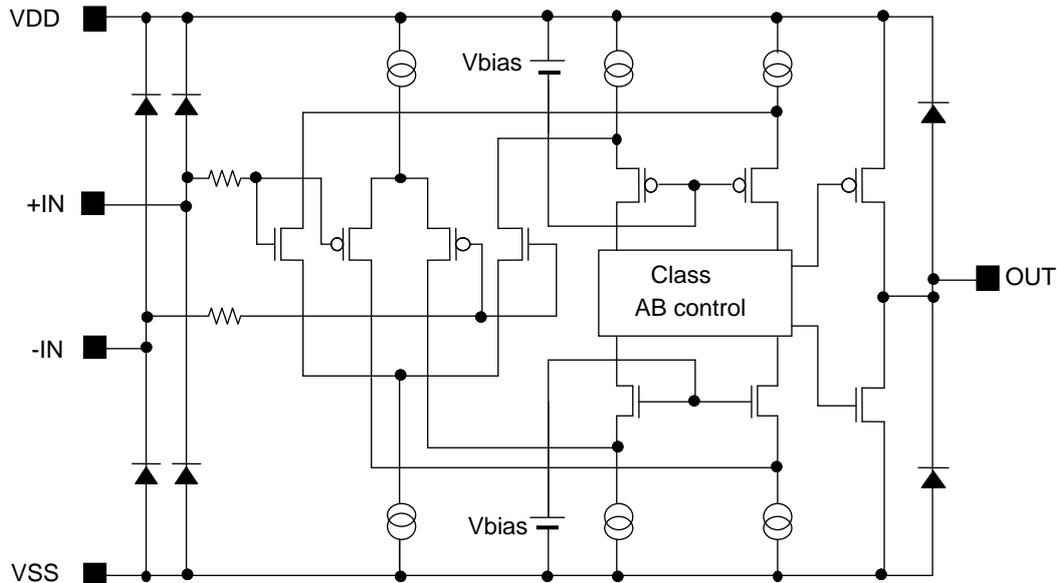 VDD
Vbias
+IN
Class
AB control
OUT
-IN
Vbias
VSS